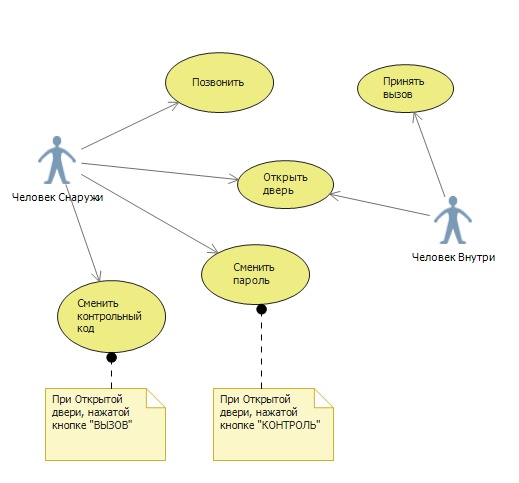 Позвонить
Принять
вызов
Человек Снаружи
Открыть
дверь
Человек Внутри
Сменить
пароль
Сменить
контрольный
код
При Открытой
двери, нажатой
кнопке "ВЫЗОВ"
При Открытой
двери, нажатой
кнопке "КОНТРОЛЬ"